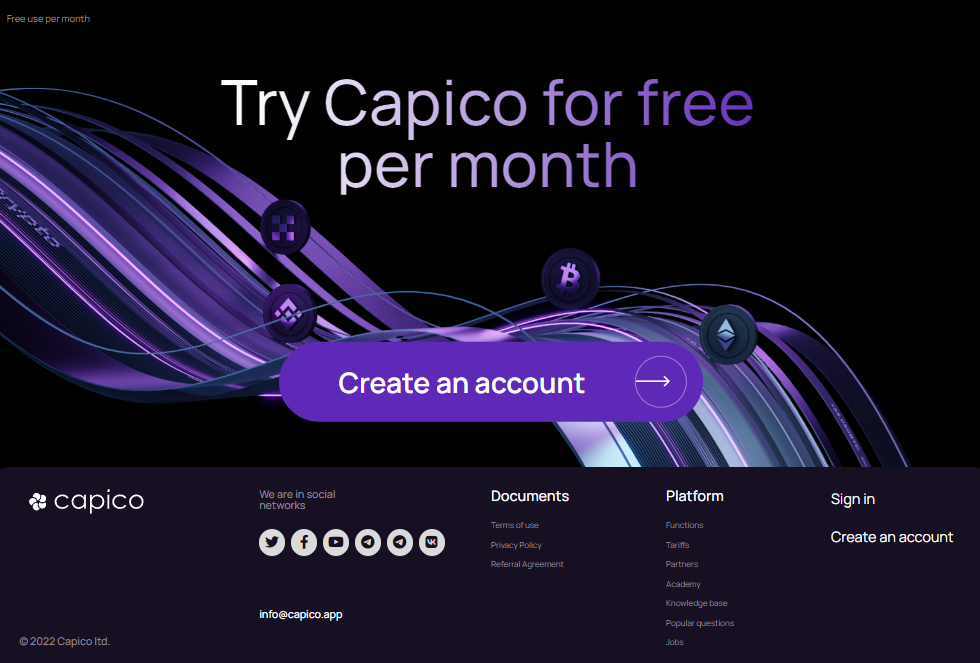 Free use per month
Try Capico for free
per month
crypto
Create an account
capico
We are in social
networks
info@capico.app
© 2022 Capico ltd.
Documents
Terms of use
Privacy Policy
Referral Agreement
Platform
Functions
Tariffs
Partners
Academy
Knowledge base
Popular questions
Jobs
Sign in
Create an account